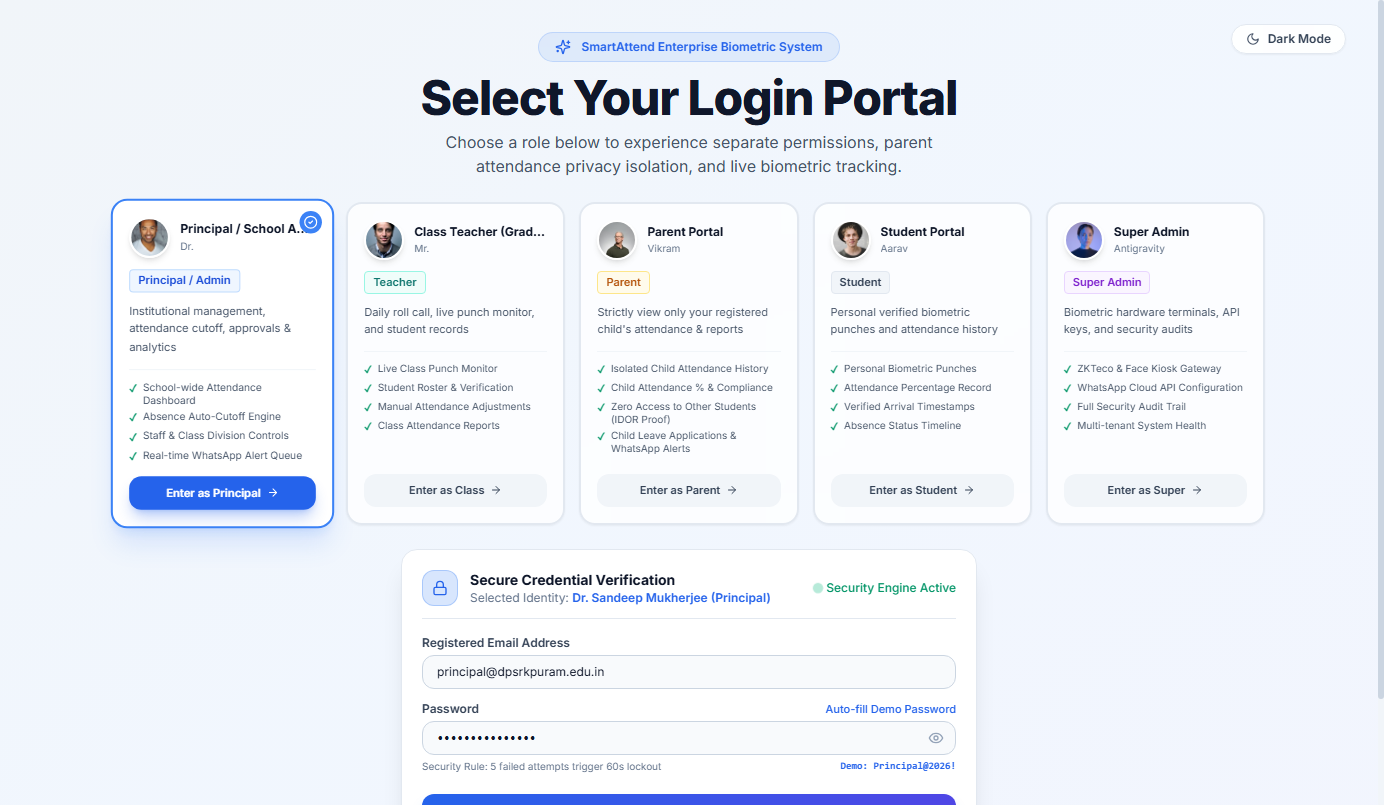 SmartAttend Enterprise Biometric System
Dark Mode
Select Your Login Portal
Choose a role below to experience separate permissions, parent
attendance privacy isolation, and live biometric tracking.
Principal / School A...
Dr.
Principal / Admin
Institutional management,
attendance cutoff, approvals &
analytics
✓ School-wide Attendance
Dashboard
✓ Absence Auto-Cutoff Engine
✓ Staff & Class Division Controls
✓ Real-time WhatsApp Alert Queue
Enter as Principal →
Class Teacher (Grad...
Mr.
Teacher
Daily roll call, live punch monitor,
and student records
✓ Live Class Punch Monitor
✓ Student Roster & Verification
✓ Manual Attendance Adjustments
✓ Class Attendance Reports
Enter as Class →
Parent Portal
Vikram
Parent
Strictly view only your registered
child's attendance & reports
✓ Isolated Child Attendance History
✓ Child Attendance % & Compliance
✓ Zero Access to Other Students
(IDOR Proof)
✓ Child Leave Applications &
WhatsApp Alerts
Enter as Parent →
Student Portal
Aarav
Student
Personal verified biometric
punches and attendance history
✓ Personal Biometric Punches
✓ Attendance Percentage Record
✓ Verified Arrival Timestamps
✓ Absence Status Timeline
Enter as Student →
Super Admin
Antigravity
Super Admin
Biometric hardware terminals, API
keys, and security audits
✓ ZKTeco & Face Kiosk Gateway
✓ WhatsApp Cloud API Configuration
✓ Full Security Audit Trail
✓ Multi-tenant System Health
Enter as Super →
Secure Credential Verification
Selected Identity: Dr. Sandeep Mukherjee (Principal)
Security Engine Active
Registered Email Address
principal@dpsrkpuram.edu.in
Password
Auto-fill Demo Password
•••••••••••••••
Security Rule: 5 failed attempts trigger 60s lockout
Demo: Principal@2026!